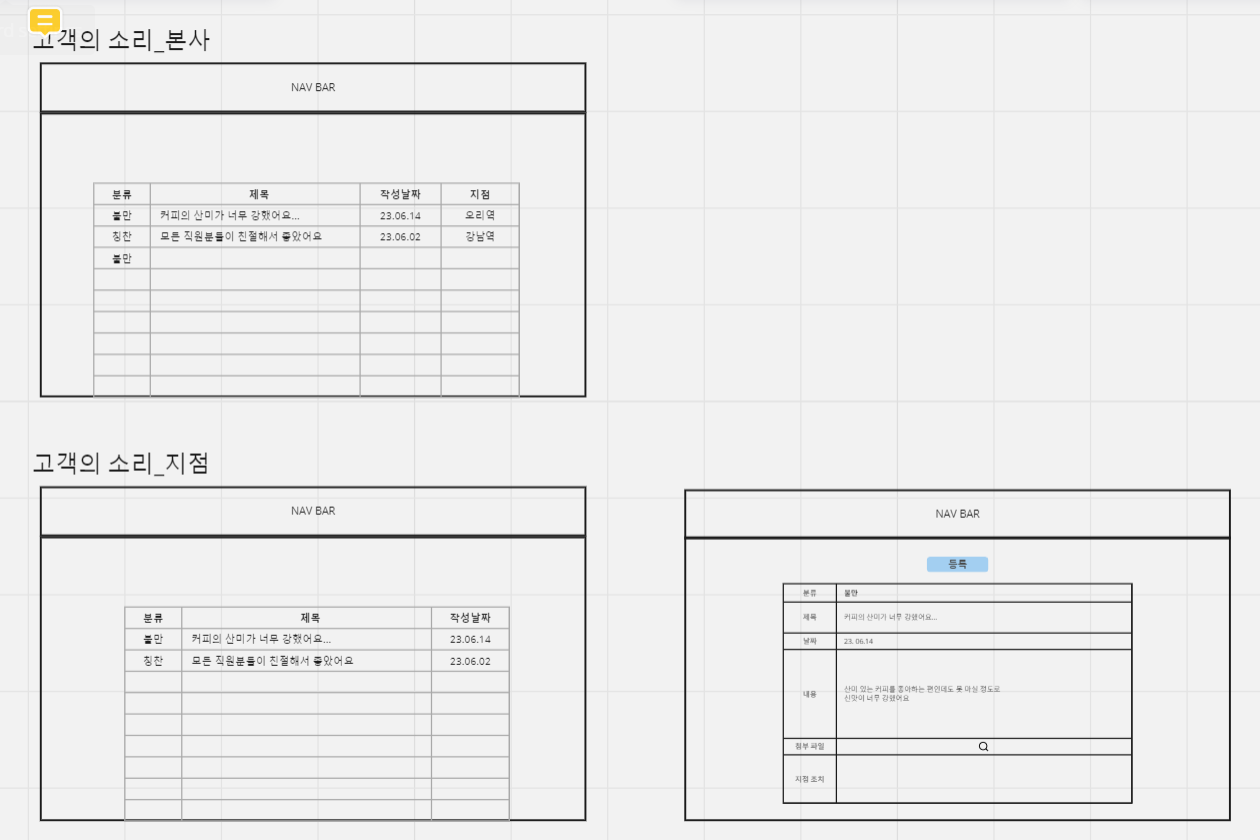 고객의 소리_본사
NAV BAR
분류 제목 작성날짜 지점
불만 커피의 산미가 너무 강했어요... 23.06.14 오리역
칭찬 모든 직원분들이 친절해서 좋았어요 23.06.02 강남역
불만
고객의 소리_지점
NAV BAR
분류 제목 작성날짜
불만 커피의 산미가 너무 강했어요... 23.06.14
칭찬 모든 직원분들이 친절해서 좋았어요 23.06.02
NAV BAR
등록
분류 불만
제목 커피의 산미가 너무 강했어요...
날짜 23. 06.14
내용 산미 있는 커피를 좋아하는 편인데도 못 마실 정도로
신맛이 너무 강했어요
첨부 파일
지점 조치